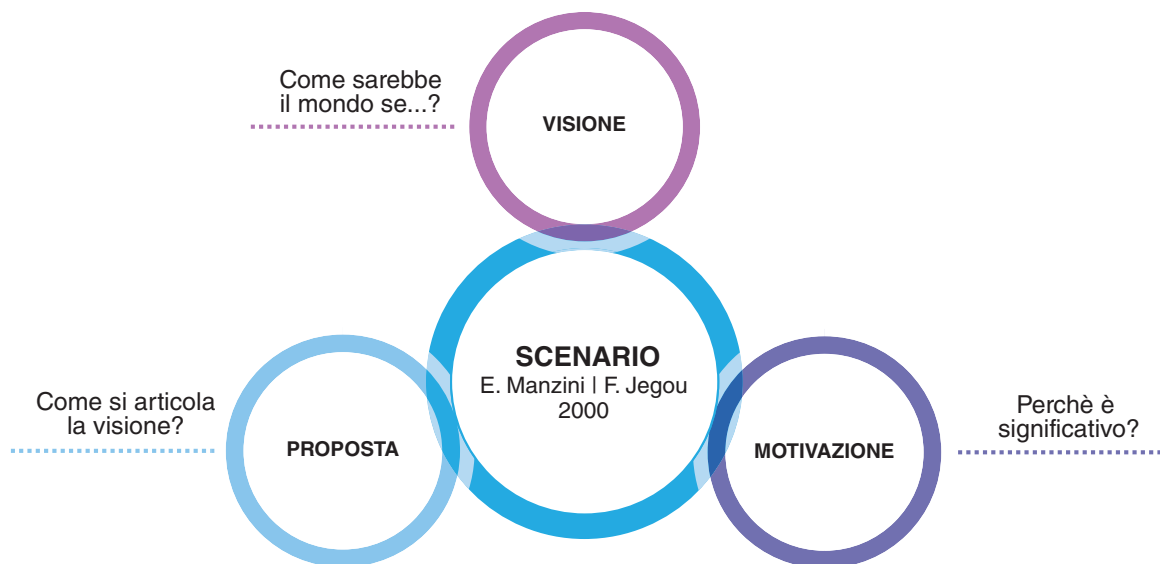 Come sarebbe
il mondo se...?
VISIONE
SCENARIO
E. Manzini | F. Jegou
2000
Come si articola
la visione?
PROPOSTA
MOTIVAZIONE
Perchè è
significativo?